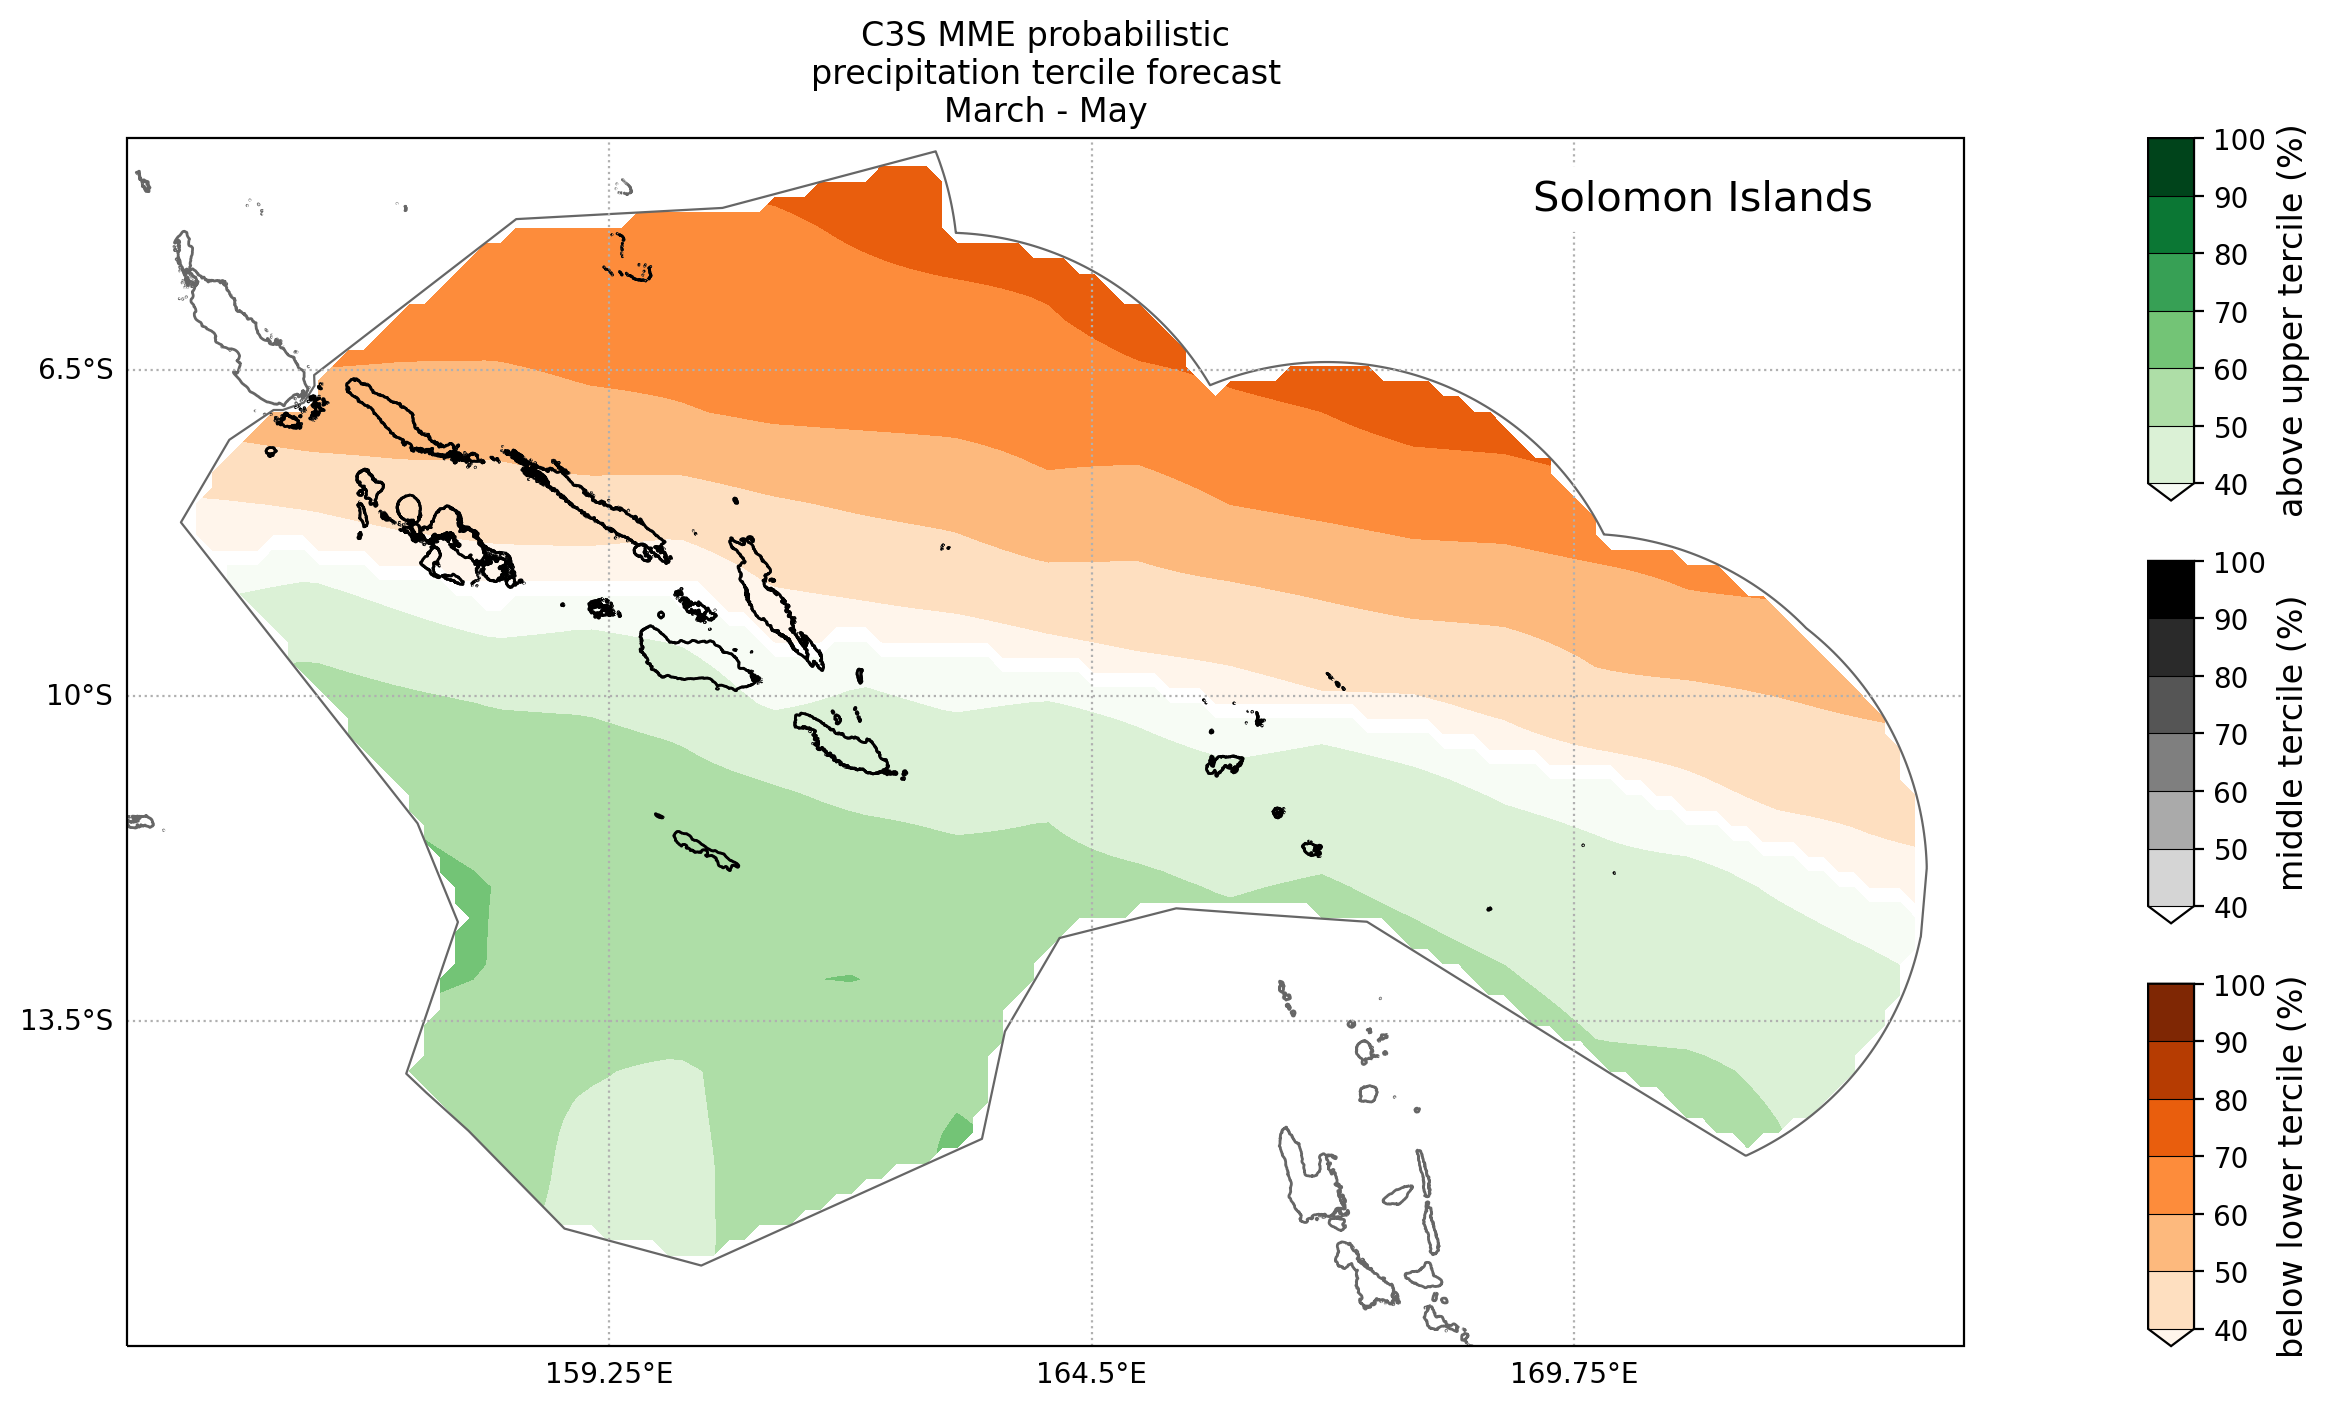 C3S MME probabilistic
precipitation tercile forecast
March - May
Solomon Islands
6.5°S
10°S
13.5°S
159.25°E
164.5°E
169.75°E
100
90
80
70
60
50
40
above upper tercile (%)
100
90
80
70
60
50
40
middle tercile (%)
100
90
80
70
60
50
40
below lower tercile (%)